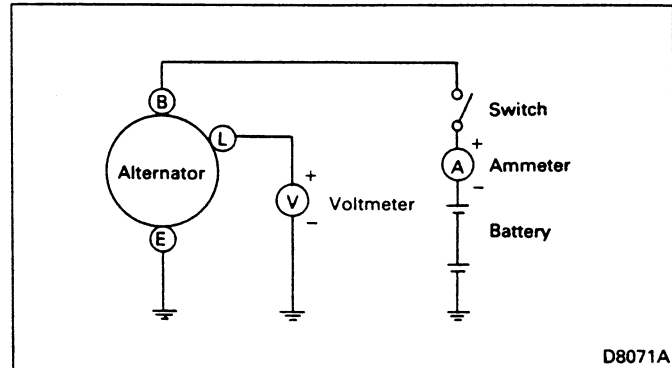 B
Switch
L
+
A
Ammeter
Alternator
+
V
Voltmeter
−
−
Battery
E
D8071A